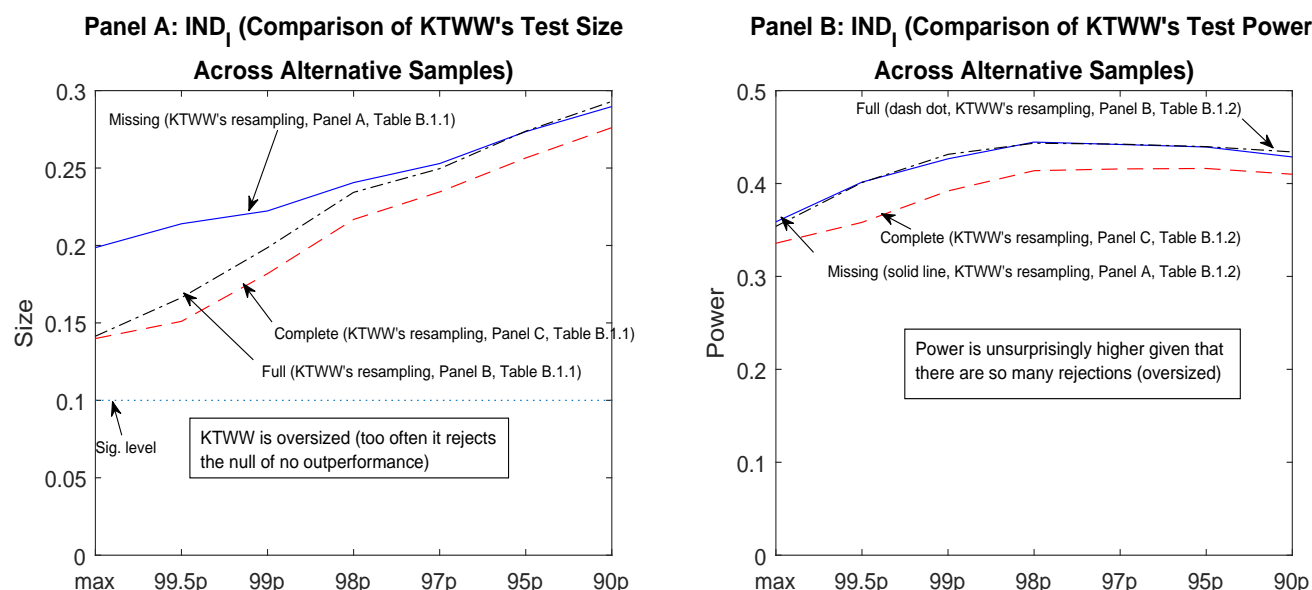 Panel A: IND_I (Comparison of KTWW's Test Size
Across Alternative Samples)
0.3
0.25
0.2
0.15
0.1
0.05
0
Size
Missing (KTWW's resampling, Panel A, Table B.1.1)
Complete (KTWW's resampling, Panel C, Table B.1.1)
Full (KTWW's resampling, Panel B, Table B.1.1)
Sig. level
KTWW is oversized (too often it rejects
the null of no outperformance)
max 99.5p 99p 98p 97p 95p 90p
Panel B: IND_I (Comparison of KTWW's Test Power
Across Alternative Samples)
0.5
0.4
0.3
0.2
0.1
0
Power
Full (dash dot, KTWW's resampling, Panel B, Table B.1.2)
Complete (KTWW's resampling, Panel C, Table B.1.2)
Missing (solid line, KTWW's resampling, Panel A, Table B.1.2)
Power is unsurprisingly higher given that
there are so many rejections (oversized)
max 99.5p 99p 98p 97p 95p 90p